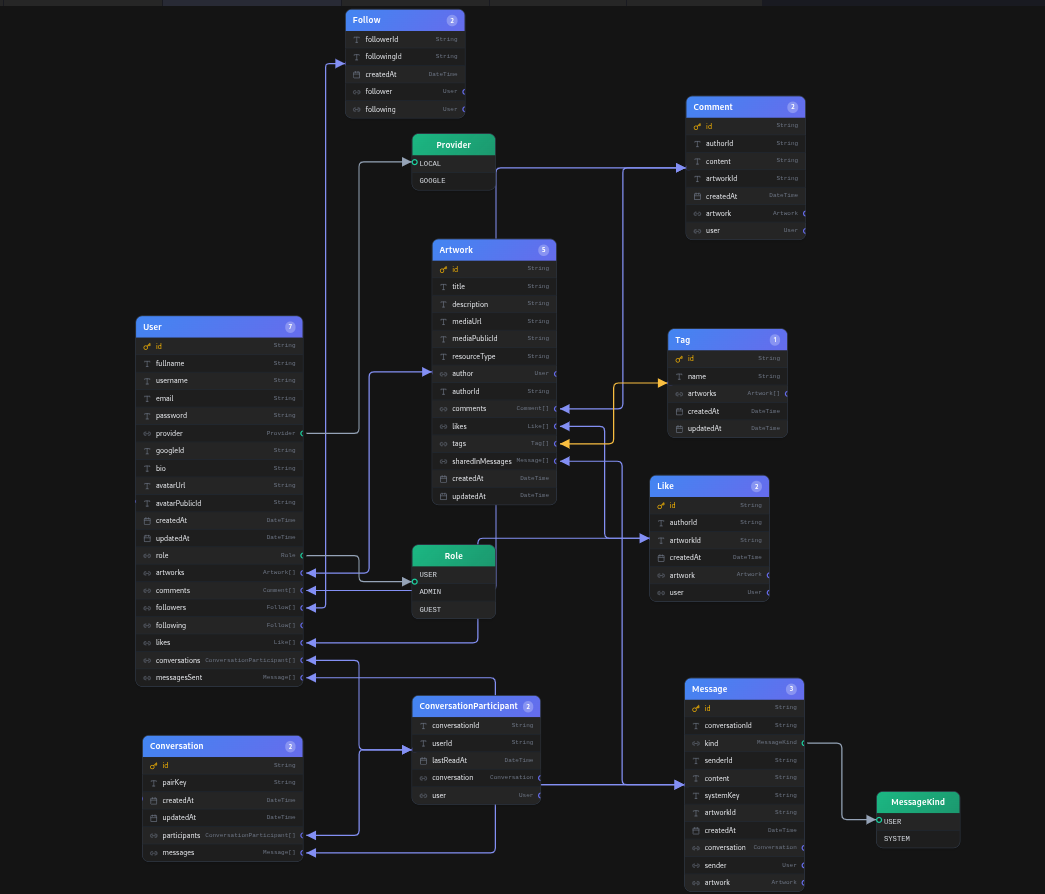 Follow 2
followerId String
followingId String
createdAt DateTime
follower User
following User
Provider
LOCAL
GOOGLE
Comment 2
id String
authorId String
content String
artworkId String
createdAt DateTime
artwork Artwork
user User
Artwork 5
id String
title String
description String
mediaUrl String
mediaPublicId String
resourceType String
author User
authorId String
comments Comment[]
likes Like[]
tags Tag[]
sharedInMessages Message[]
createdAt DateTime
updatedAt DateTime
User 7
id String
fullname String
username String
email String
password String
provider Provider
googleId String
bio String
avatarUrl String
avatarPublicId String
createdAt DateTime
updatedAt DateTime
role Role
artworks Artwork[]
comments Comment[]
followers Follow[]
following Follow[]
likes Like[]
conversations ConversationParticipant[]
messagesSent Message[]
Tag 1
id String
name String
artworks Artwork[]
createdAt DateTime
updatedAt DateTime
Like 2
id String
authorId String
artworkId String
createdAt DateTime
artwork Artwork
user User
Role
USER
ADMIN
GUEST
ConversationParticipant 2
conversationId String
userId String
lastReadAt DateTime
conversation Conversation
user User
Conversation 2
id String
pairKey String
createdAt DateTime
updatedAt DateTime
participants ConversationParticipant[]
messages Message[]
Message 3
id String
conversationId String
kind MessageKind
senderId String
content String
systemKey String
artworkId String
createdAt DateTime
conversation Conversation
sender User
artwork Artwork
MessageKind
USER
SYSTEM